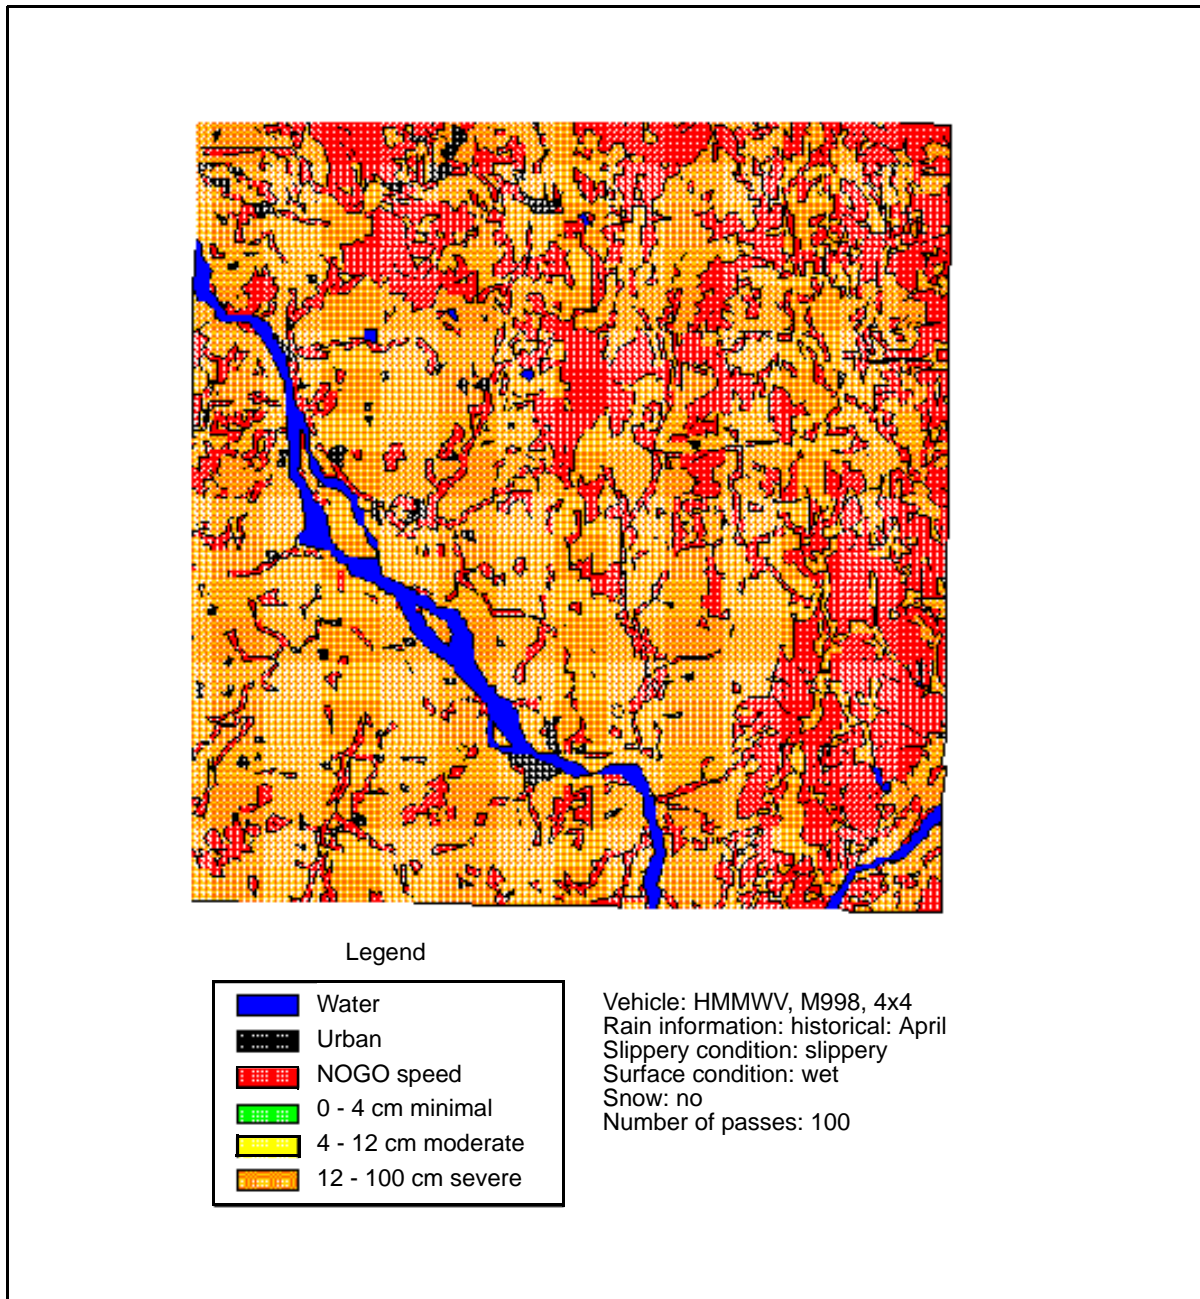 Legend
Water
Urban
NOGO speed
0 - 4 cm minimal
4 - 12 cm moderate
12 - 100 cm severe
Vehicle: HMMWV, M998, 4x4
Rain information: historical: April
Slippery condition: slippery
Surface condition: wet
Snow: no
Number of passes: 100